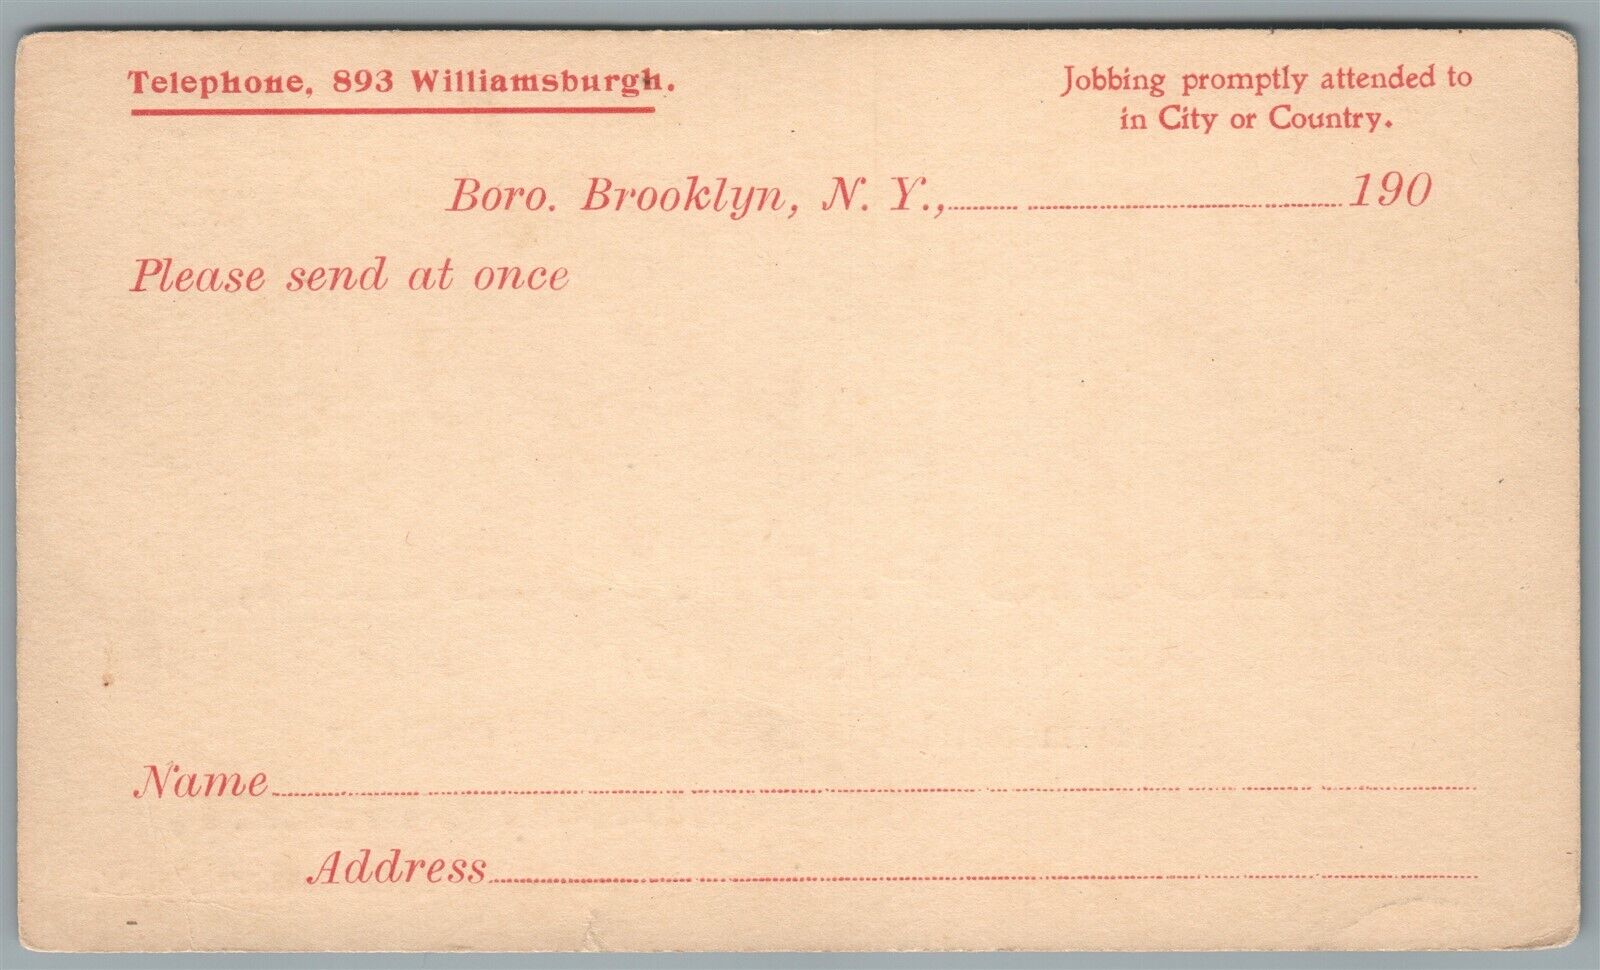 Telephone, 893 Williamsburgh.
Jobbing promptly attended to
in City or Country.
Boro. Brooklyn, N. Y., 190
Please send at once
Name
Address